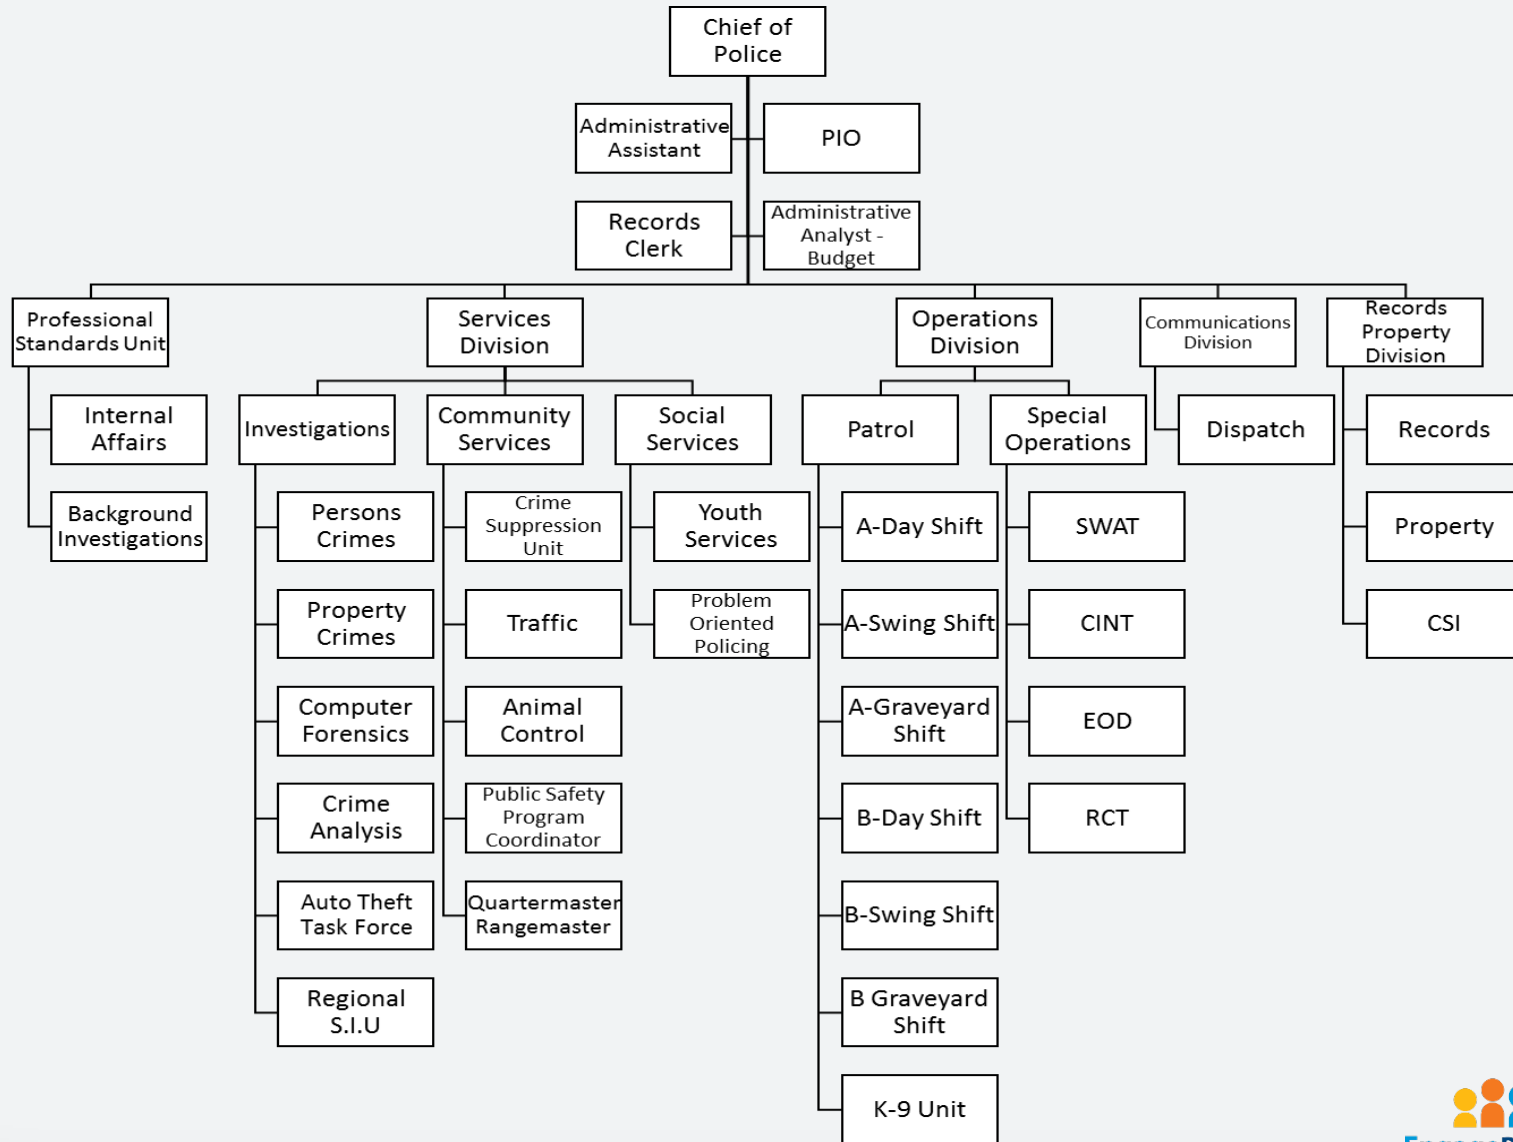 Chief of
Police
Administrative
Assistant
PIO
Records
Clerk
Administrative
Analyst -
Budget
Professional
Standards Unit
Services
Division
Operations
Division
Communications
Division
Records
Property
Division
Internal
Affairs
Background
Investigations
Investigations
Community
Services
Social
Services
Patrol
Special
Operations
Dispatch
Records
Property
CSI
Persons
Crimes
Property
Crimes
Computer
Forensics
Crime
Analysis
Auto Theft
Task Force
Regional
S.I.U
Crime
Suppression
Unit
Traffic
Animal
Control
Public Safety
Program
Coordinator
Quartermaster
Rangemaster
Youth
Services
Problem
Oriented
Policing
A-Day Shift
A-Swing Shift
A-Graveyard
Shift
B-Day Shift
B-Swing Shift
B Graveyard
Shift
K-9 Unit
SWAT
CINT
EOD
RCT